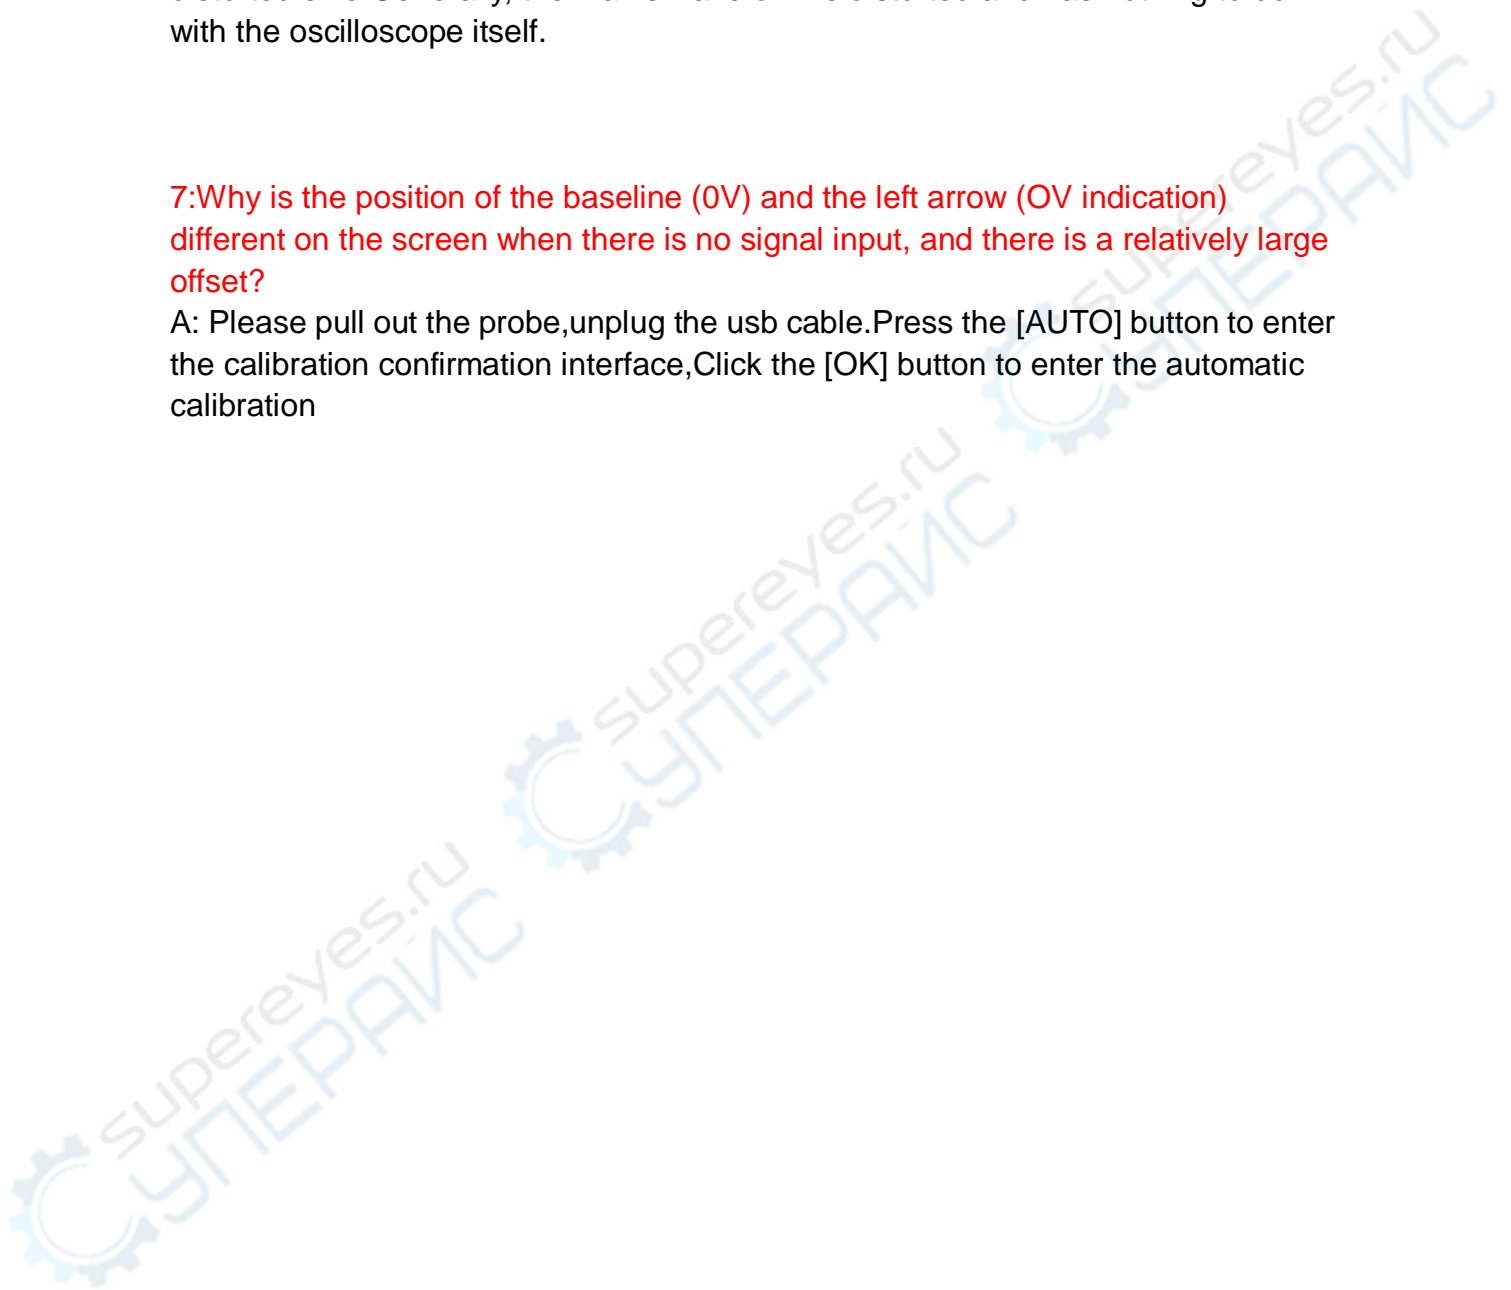 with the oscilloscope itself.
7:Why is the position of the baseline (0V) and the left arrow (OV indication)
different on the screen when there is no signal input, and there is a relatively large
offset?
A: Please pull out the probe,unplug the usb cable.Press the [AUTO] button to enter
the calibration confirmation interface,Click the [OK] button to enter the automatic
calibration
supereyes.ru
СУПЕРАЙС
supereyes.ru
СУПЕРАЙС
supereyes.ru
СУПЕРАЙС